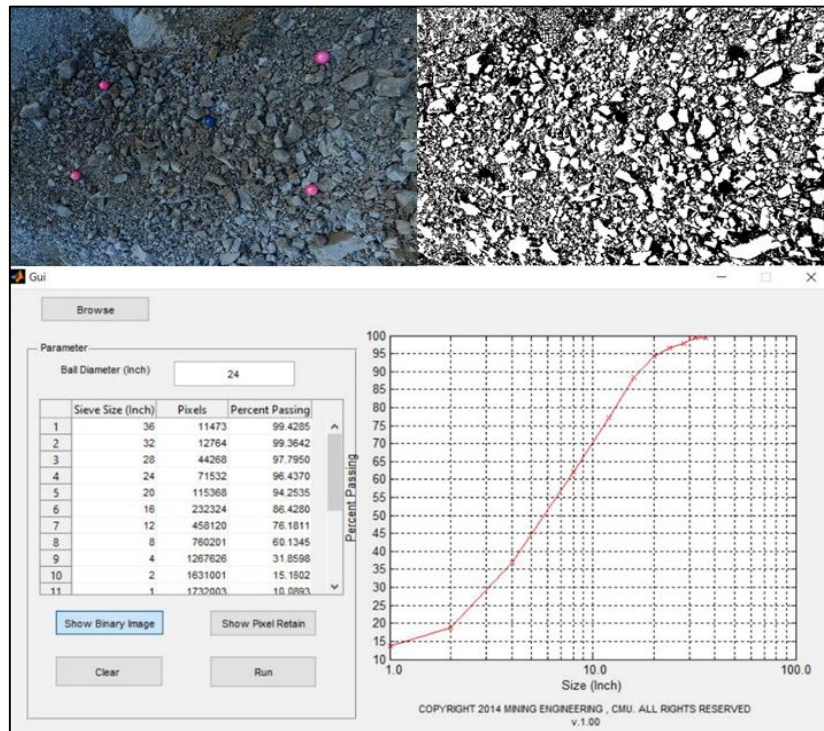 Gui
Browse
Parameter
Ball Diameter (Inch) 24
Sieve Size (Inch) Pixels Percent Passing
1 36 11473 99.4285
2 32 12764 99.3642
3 28 44268 97.7950
4 24 71532 96.4370
5 20 115368 94.2535
6 16 232324 86.4280
7 12 458120 76.1811
8 8 760201 60.1345
9 4 1267626 31.8598
10 2 1631001 15.1802
11 1 1732003 10.0893
Show Binary Image Show Pixel Retain
Clear Run
Percent Passing
100
95
90
85
80
75
70
65
60
55
50
45
40
35
30
25
20
15
10
1.0 10.0 100.0
Size (Inch)
COPYRIGHT 2014 MINING ENGINEERING , CMU. ALL RIGHTS RESERVED
v.1.00